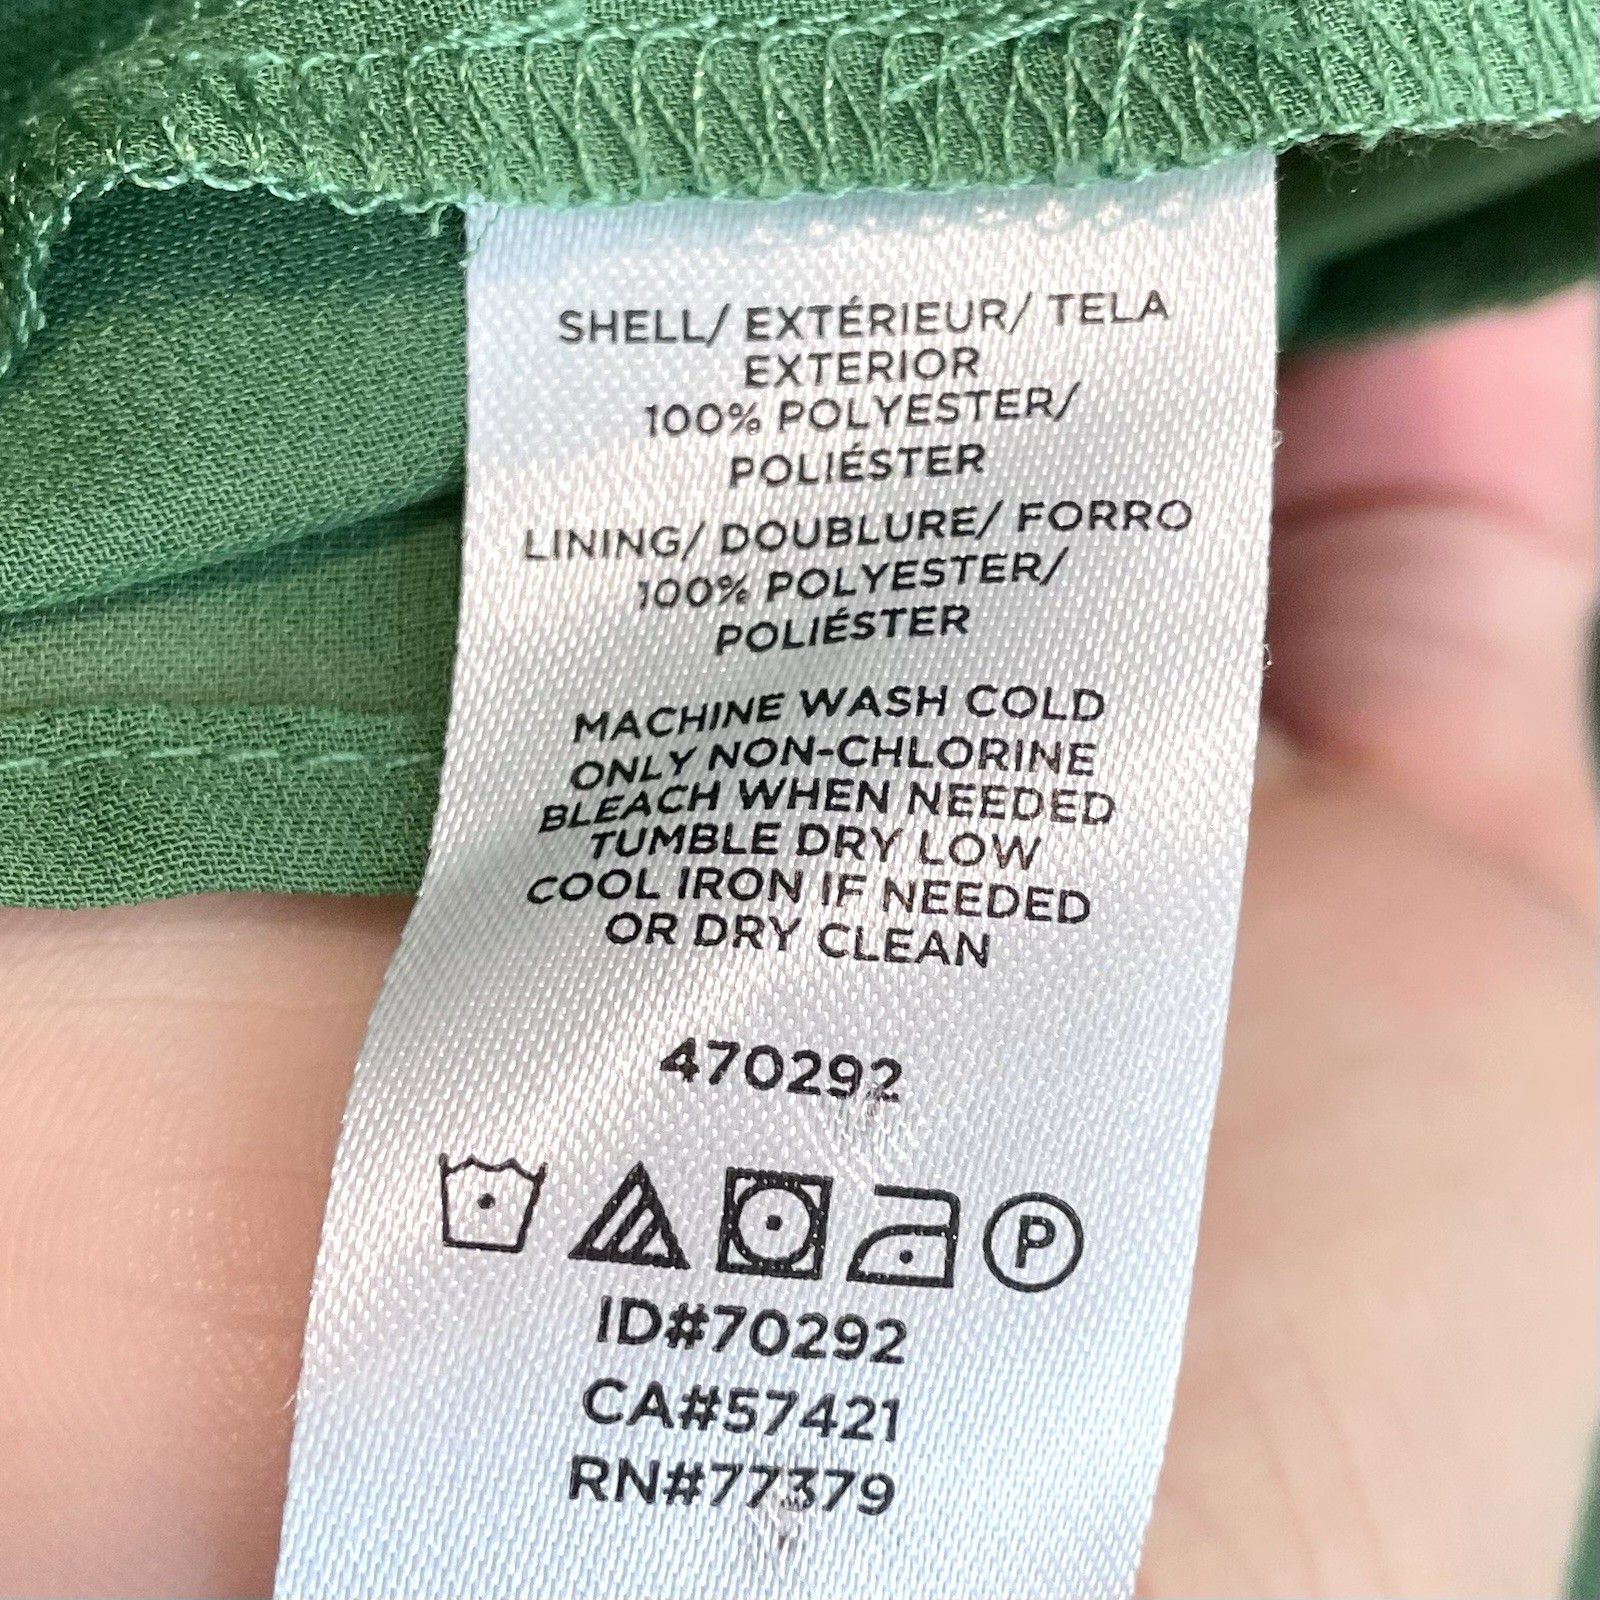 SHELL/ EXTÉRIEUR/ TELA
EXTERIOR
100% POLYESTER/
POLIÉSTER
LINING/ DOUBLURE/ FORRO
100% POLYESTER/
POLIÉSTER
MACHINE WASH COLD
ONLY NON-CHLORINE
BLEACH WHEN NEEDED
TUMBLE DRY LOW
COOL IRON IF NEEDED
OR DRY CLEAN
470292
P
ID#70292
CA#57421
RN#77379